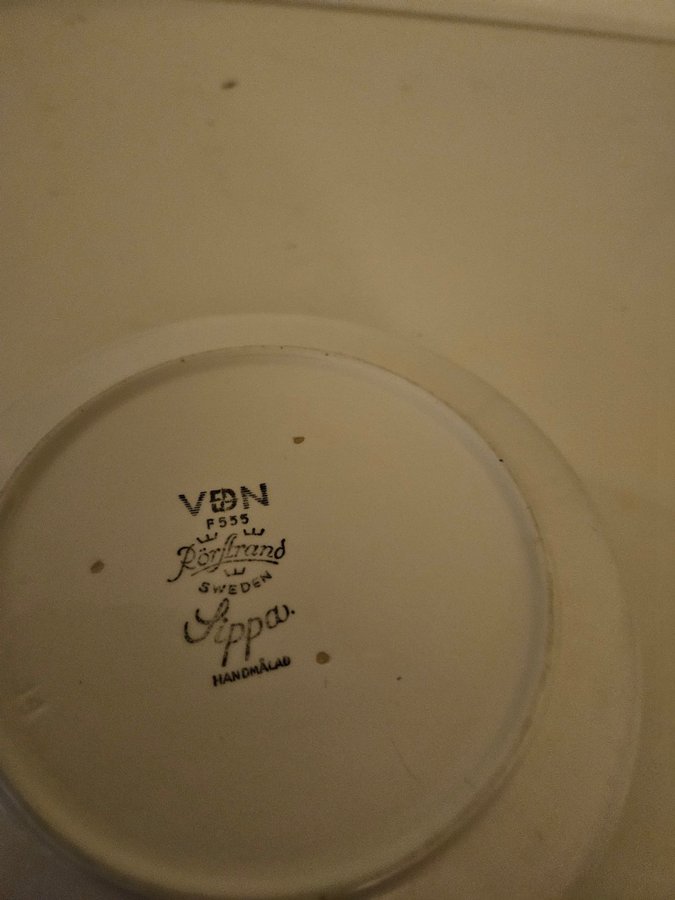 VDN
F555
Rörstrand
SWEDEN
Sippa.
HANDMÅLAD